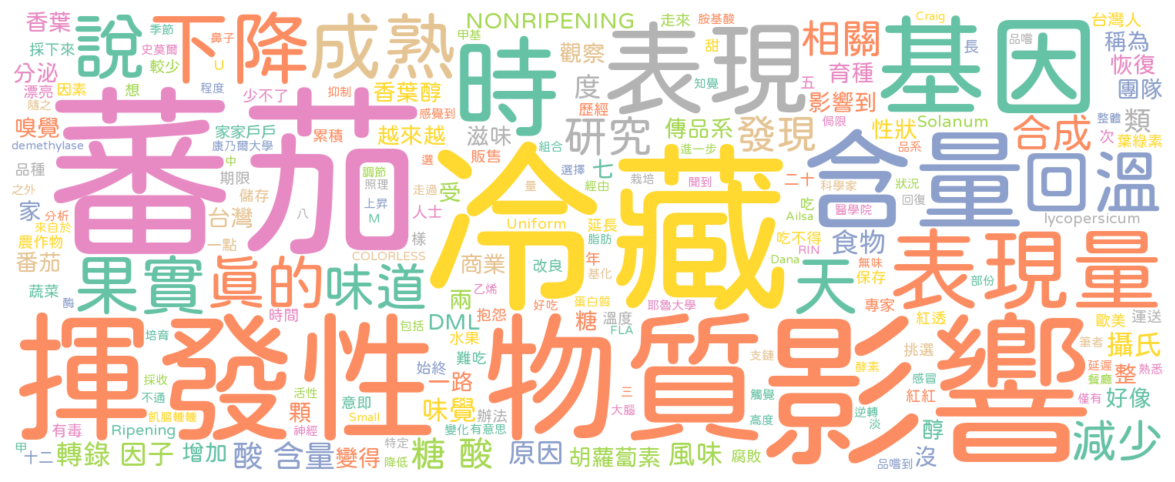 香葉 季節 NONRIPENING 走來 胺基酸 Craig 台灣人
採下來 史莫爾 鼻子 說 下降 成熟 甲基 甜 品嚐 長 稱為
分泌 較少 U 時 觀察 表現 相關 基因 恢復
漂亮 因素 想 程度 香葉醇 度 知覺 五 育種 團隊
隨之 少不了 抑制 感覺到 歷經 影響到 Solanum 整體
嗅覺 家家戶戶 累積 越來越 滋味 研究 傳品系 發現 侷限 性狀 合成 類 次 葉綠素
demethylase 康乃爾大學 蕃茄 販售 組合 進一步 品系
品種 中 選 冷藏 七 選擇 二十 含量 回溫
之外 期限 調節 照理 受 經由 栽培 聞到 科學家 狀況
家 分析 儲存 走過 上昇 人士 量 吃 醫學院 回復 lycopersicum
來自於 台灣 八 M Uniform 延長 Ailsa
農作物 一點 樣 脂肪 吃不得 RIN 食物
番茄 COLORLESS 商業 改良 年 基化 Dana 無味 表現量
蔬菜 果實 真的 味道 兩 乙烯 蛋白質 天 保存 部份
酶 時間 抱怨 好吃 糖 溫度 耶魯大學 專家 紅透 歐美 運送
培育 包括 DML 水果 FLA 筆者 攝氏
揮發性物質 影響
採收 始終 難吃 支鏈 挑選 延遲 熟悉
不通 活性 意即 一路 三 酵素 餐廳 整
飢腸轆轆 顆 Small 味覺 辦法 大腦 觸覺 感冒 紅紅 僅有 好像
有毒 Ripening 神經 變化 有意思 高度 逆轉 淡 醇
甲 十二 轉錄 因子 增加 酸 含量 變得 特定 降低 糖 酸 原因 胡蘿蔔素 風味 腐敗 品嚐到 沒 減少